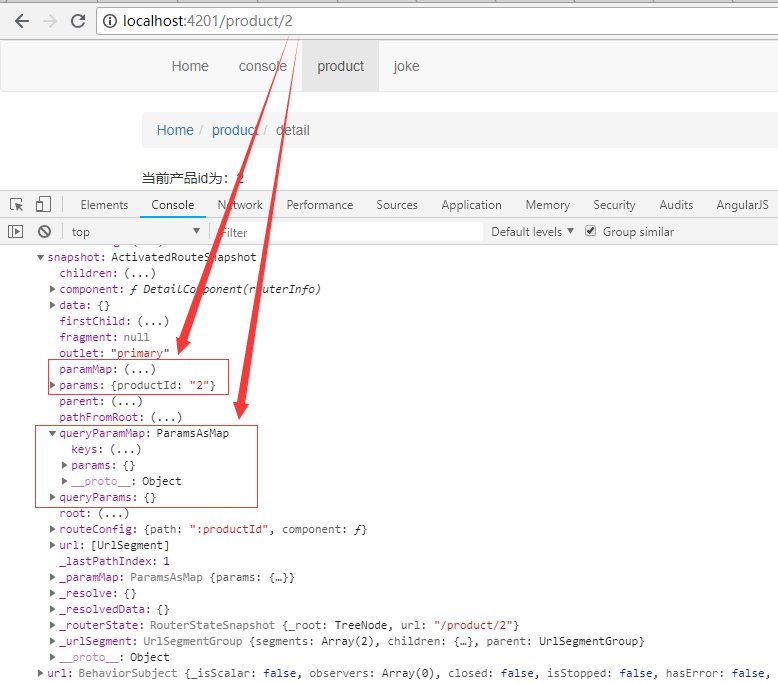 localhost:4201/product/2
Home console product joke
Home / product / detail
当前产品id为：2
Elements Console Network Performance Sources Application Memory Security Audits AngularJS
top Filter Default levels Group similar
snapshot: ActivatedRouteSnapshot
children: (...)
component: ƒ DetailComponent(routerInfo)
data: {}
firstChild: (...)
fragment: null
outlet: "primary"
paramMap: (...)
params: {productId: "2"}
parent: (...)
pathFromRoot: (...)
queryParamMap: ParamsAsMap
keys: (...)
params: {}
__proto__: Object
queryParams: {}
root: (...)
routeConfig: {path: ":productId", component: ƒ}
url: [UrlSegment]
_lastPathIndex: 1
_paramMap: ParamsAsMap {params: {…}}
_resolve: {}
_resolvedData: {}
_routerState: RouterStateSnapshot {_root: TreeNode, url: "/product/2"}
_urlSegment: UrlSegmentGroup {segments: Array(2), children: {…}, parent: UrlSegmentGroup}
__proto__: Object
url: BehaviorSubject {_isScalar: false, observers: Array(0), closed: false, isStopped: false, hasError: false,